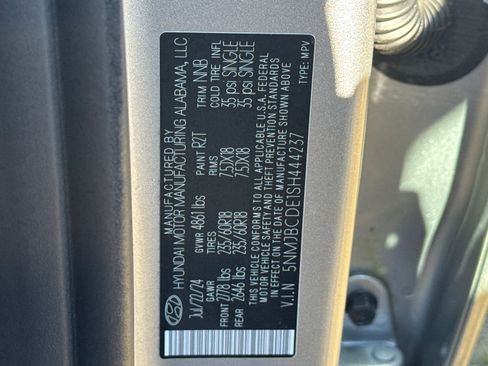 MANUFACTURED BY
HYUNDAI MOTOR MANUFACTURING ALABAMA, LLC
Jul/22/24 GVWR 4861 lbs PAINT R2T TRIM NNB
GAWR TIRES RIMS COLD TIRE INFL
FRONT 2778 lbs 235/60R18 7.5JX18 35 psi SINGLE
REAR 2646 lbs 235/60R18 7.5JX18 35 psi SINGLE
THIS VEHICLE CONFORMS TO ALL APPLICABLE U.S.A. FEDERAL
MOTOR VEHICLE SAFETY AND THEFT PREVENTION STANDARDS
IN EFFECT ON THE DATE OF MANUFACTURE SHOWN ABOVE
V.I.N 5NMJBCDE1SH444237 TYPE: MPV